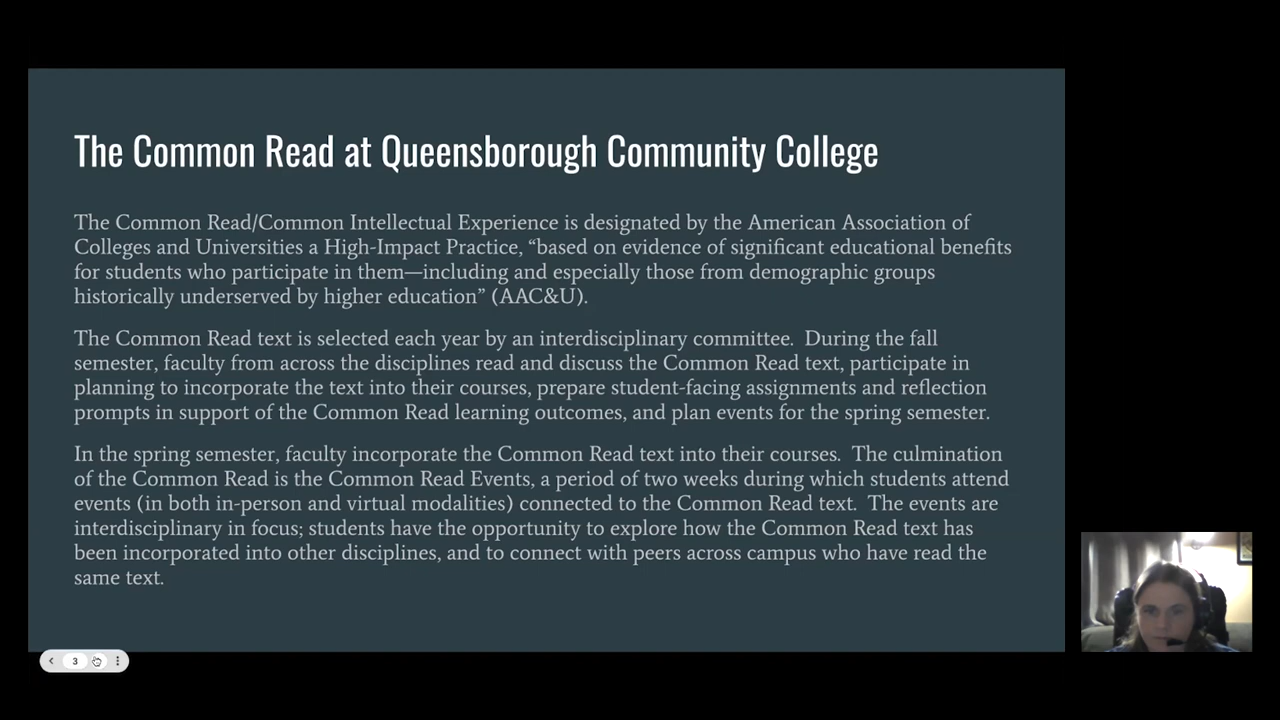 The Common Read at Queensborough Community College
The Common Read/Common Intellectual Experience is designated by the American Association of
Colleges and Universities a High-Impact Practice, “based on evidence of significant educational benefits
for students who participate in them—including and especially those from demographic groups
historically underserved by higher education” (AAC&U).
The Common Read text is selected each year by an interdisciplinary committee.  During the fall
semester, faculty from across the disciplines read and discuss the Common Read text, participate in
planning to incorporate the text into their courses, prepare student-facing assignments and reflection
prompts in support of the Common Read learning outcomes, and plan events for the spring semester.
In the spring semester, faculty incorporate the Common Read text into their courses.  The culmination
of the Common Read is the Common Read Events, a period of two weeks during which students attend
events (in both in-person and virtual modalities) connected to the Common Read text.  The events are
interdisciplinary in focus; students have the opportunity to explore how the Common Read text has
been incorporated into other disciplines, and to connect with peers across campus who have read the
same text.
3